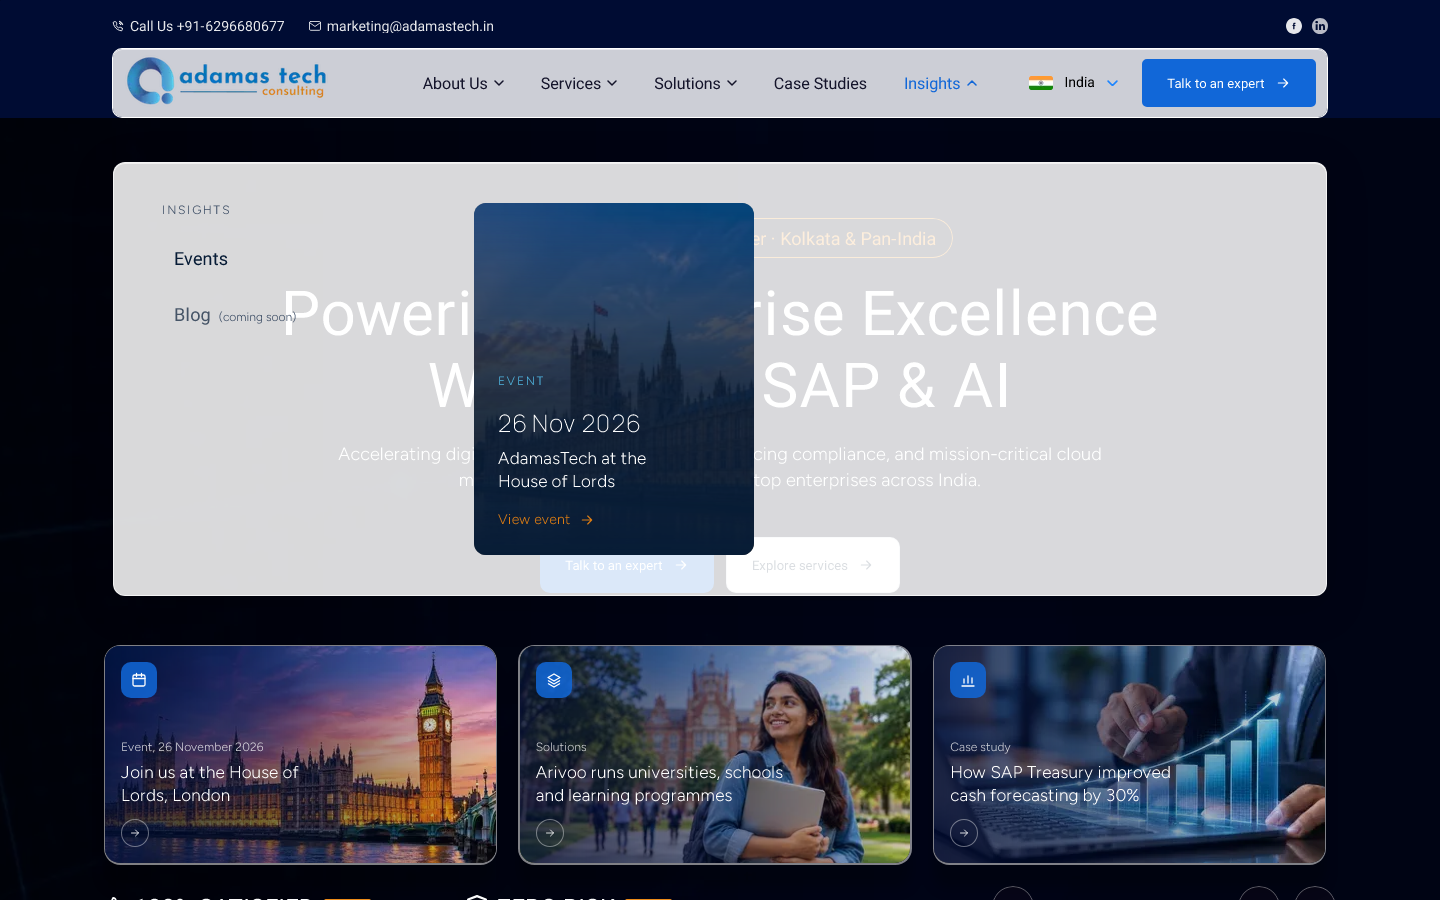 Call Us +91-6296680677
marketing@adamastech.in
adamas tech
consulting
About Us
Services
Solutions
Case Studies
Insights
India
Talk to an expert
INSIGHTS
Events
Blog (coming soon)
er · Kolkata & Pan-India
Poweri
rise Excellence
SAP & AI
Accelerating
cing compliance, and mission-critical cloud
top enterprises across India.
EVENT
26 Nov 2026
AdamasTech at the
House of Lords
View event
Talk to an expert
Explore services
Event, 26 November 2026
Join us at the House of
Lords, London
Solutions
Arivoo runs universities, schools
and learning programmes
Case study
How SAP Treasury improved
cash forecasting by 30%